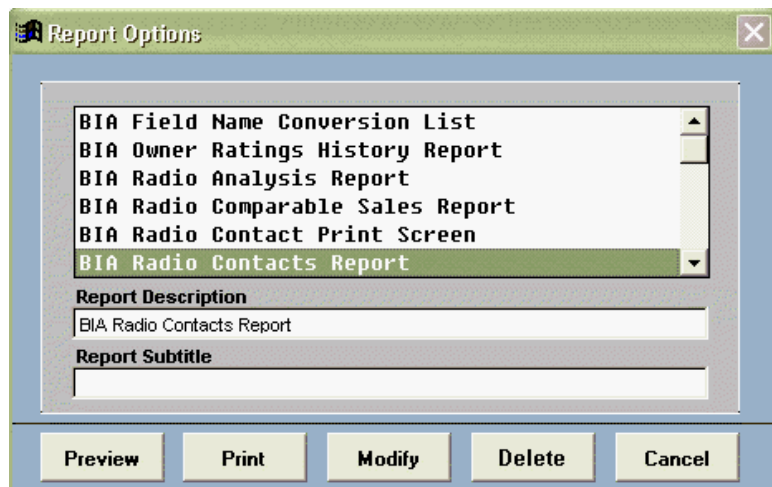 Report Options
BIA Field Name Conversion List
BIA Owner Ratings History Report
BIA Radio Analysis Report
BIA Radio Comparable Sales Report
BIA Radio Contact Print Screen
BIA Radio Contacts Report
Report Description
BIA Radio Contacts Report
Report Subtitle
Preview Print Modify Delete Cancel